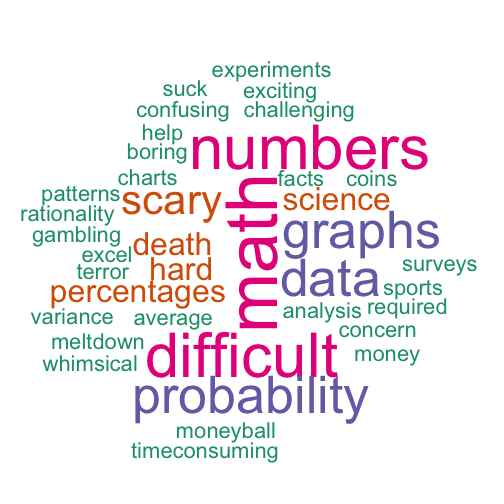 experiments
suck
exciting
confusing
challenging
help
numbers
boring
charts
facts
coins
patterns
scary
math
science
rationality
gambling
death
graphs
excel
terror
hard
data
surveys
percentages
sports
variance
average
analysis
required
concern
meltdown
difficult
money
whimsical
probability
moneyball
timeconsuming